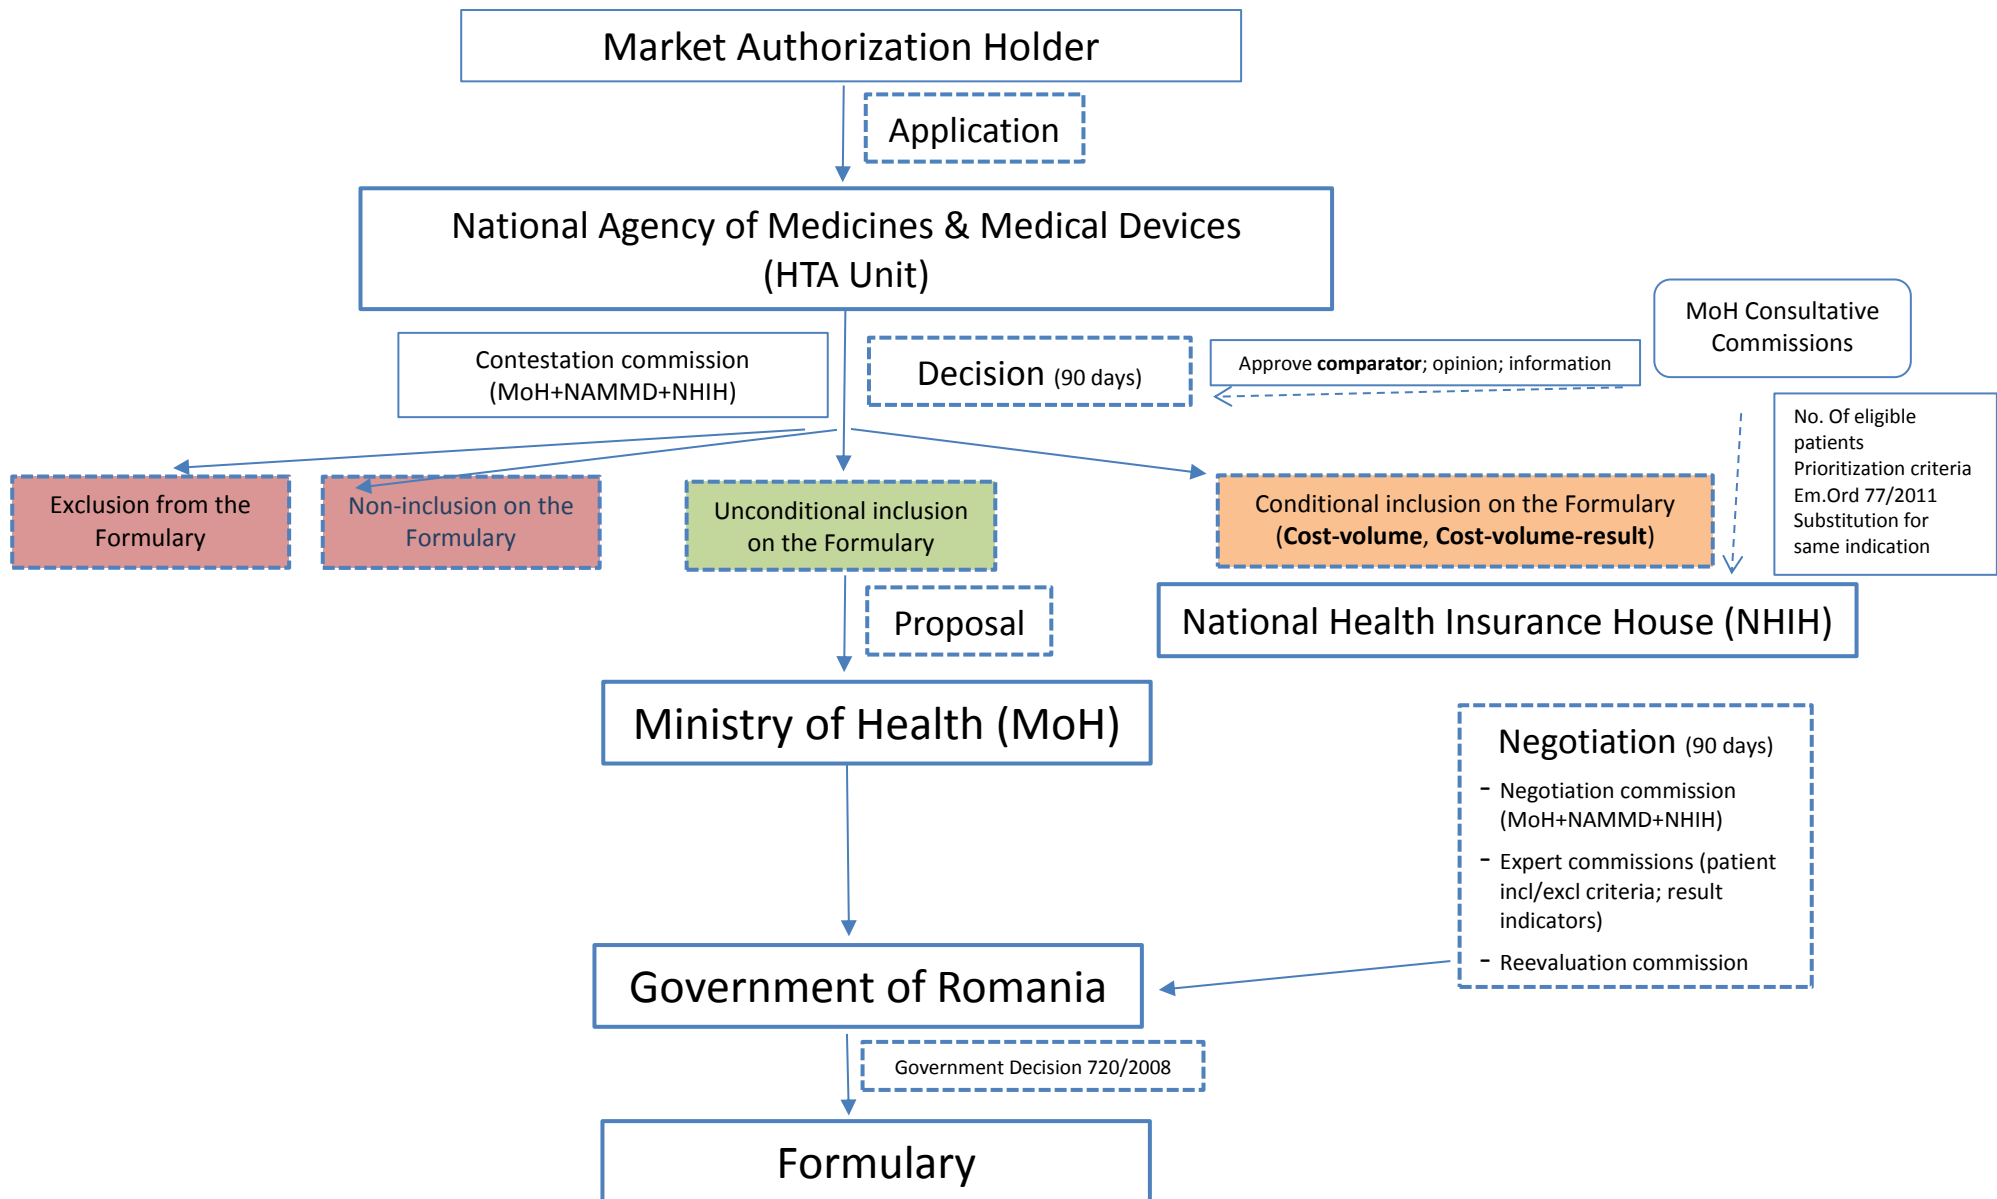 Market Authorization Holder
Application
National Agency of Medicines & Medical Devices
(HTA Unit)
MoH Consultative
Commissions
Contestation commission
(MoH+NAMMD+NHIH)
Decision (90 days)
Approve comparator; opinion; information
No. Of eligible
patients
Prioritization criteria
Em.Ord 77/2011
Substitution for
same indication
Exclusion from the
Formulary
Non-inclusion on the
Formulary
Unconditional inclusion
on the Formulary
Conditional inclusion on the Formulary
(Cost-volume, Cost-volume-result)
Proposal
National Health Insurance House (NHIH)
Ministry of Health (MoH)
Negotiation (90 days)
- Negotiation commission
(MoH+NAMMD+NHIH)
- Expert commissions (patient
incl/excl criteria; result
indicators)
- Reevaluation commission
Government of Romania
Government Decision 720/2008
Formulary